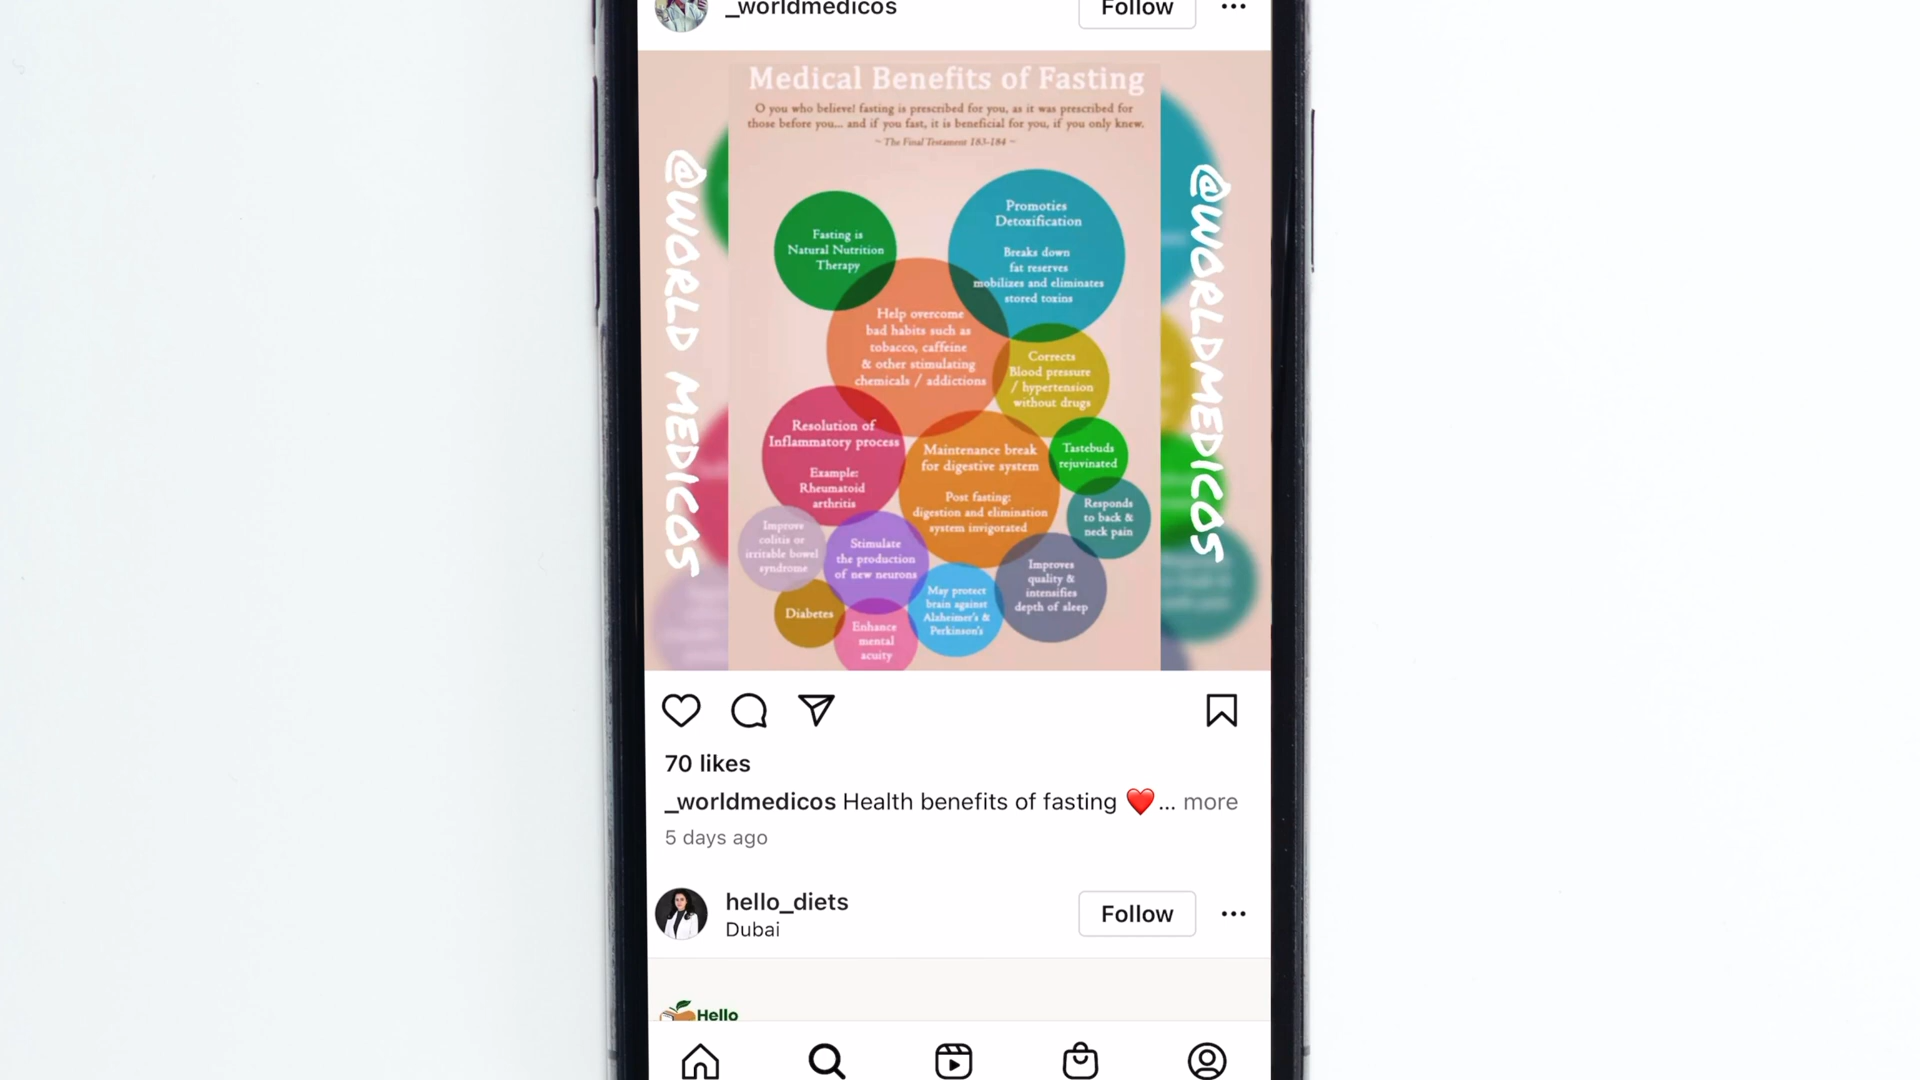 _worldmedicos
Follow
Medical Benefits of Fasting
O you who believe! fasting is prescribed for you, as it was prescribed for
those before you... and if you fast, it is beneficial for you, if you only knew.
~ The Final Testament 183-184 ~
@WORLD MEDICOS
@WORLDMEDICOS
Fasting is
Natural Nutrition
Therapy
Promoties
Detoxification
Breaks down
fat reserves
mobilizes and eliminates
stored toxins
Help overcome
bad habits such as
tobacco, caffeine
& other stimulating
chemicals / addictions
Corrects
Blood pressure
/ hypertension
without drugs
Resolution of
Inflammatory process
Example:
Rheumatoid
arthritis
Maintenance break
for digestive system
Post fasting:
digestion and elimination
system invigorated
Tastebuds
rejuvinated
Responds
to back &
neck pain
Improve
colitis or
irritable bowel
syndrome
Stimulate
the production
of new neurons
Improves
quality &
intensifies
depth of sleep
Diabetes
May protect
brain against
Alzheimer's &
Perkinson's
Enhance
mental
acuity
70 likes
_worldmedicos Health benefits of fasting ❤️... more
5 days ago
hello_diets
Dubai
Follow
Hello